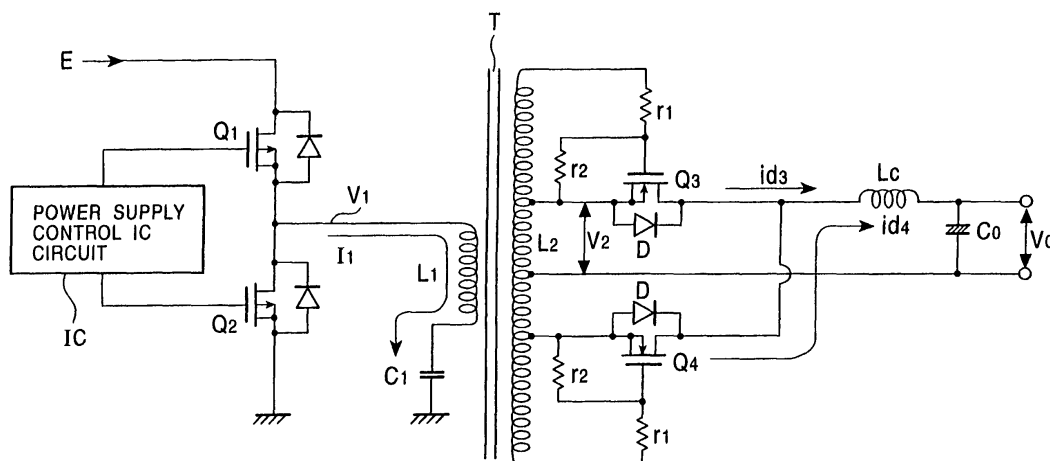 T
E
r1
Q1
r2
Q3
id3
Lc
POWER SUPPLY
CONTROL IC
CIRCUIT
V1
I1
L1
L2
V2
D
id4
C0
V0
IC
Q2
C1
D
r2
Q4
r1